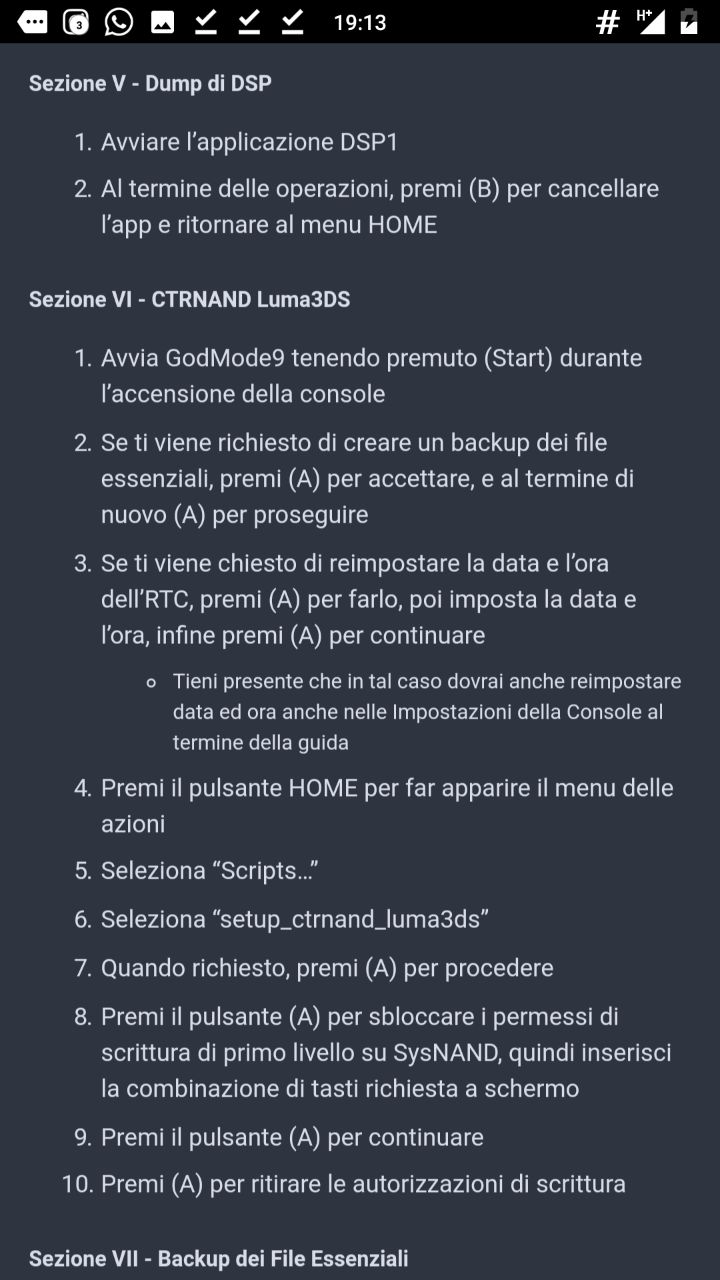 3
19:13
#
H+
Sezione V - Dump di DSP
1. Avviare l’applicazione DSP1
2. Al termine delle operazioni, premi (B) per cancellare
l’app e ritornare al menu HOME
Sezione VI - CTRNAND Luma3DS
1. Avvia GodMode9 tenendo premuto (Start) durante
l’accensione della console
2. Se ti viene richiesto di creare un backup dei file
essenziali, premi (A) per accettare, e al termine di
nuovo (A) per proseguire
3. Se ti viene chiesto di reimpostare la data e l’ora
dell’RTC, premi (A) per farlo, poi imposta la data e
l’ora, infine premi (A) per continuare
Tieni presente che in tal caso dovrai anche reimpostare
data ed ora anche nelle Impostazioni della Console al
termine della guida
4. Premi il pulsante HOME per far apparire il menu delle
azioni
5. Seleziona “Scripts…”
6. Seleziona “setup_ctrnand_luma3ds”
7. Quando richiesto, premi (A) per procedere
8. Premi il pulsante (A) per sbloccare i permessi di
scrittura di primo livello su SysNAND, quindi inserisci
la combinazione di tasti richiesta a schermo
9. Premi il pulsante (A) per continuare
10. Premi (A) per ritirare le autorizzazioni di scrittura
Sezione VII - Backup dei File Essenziali